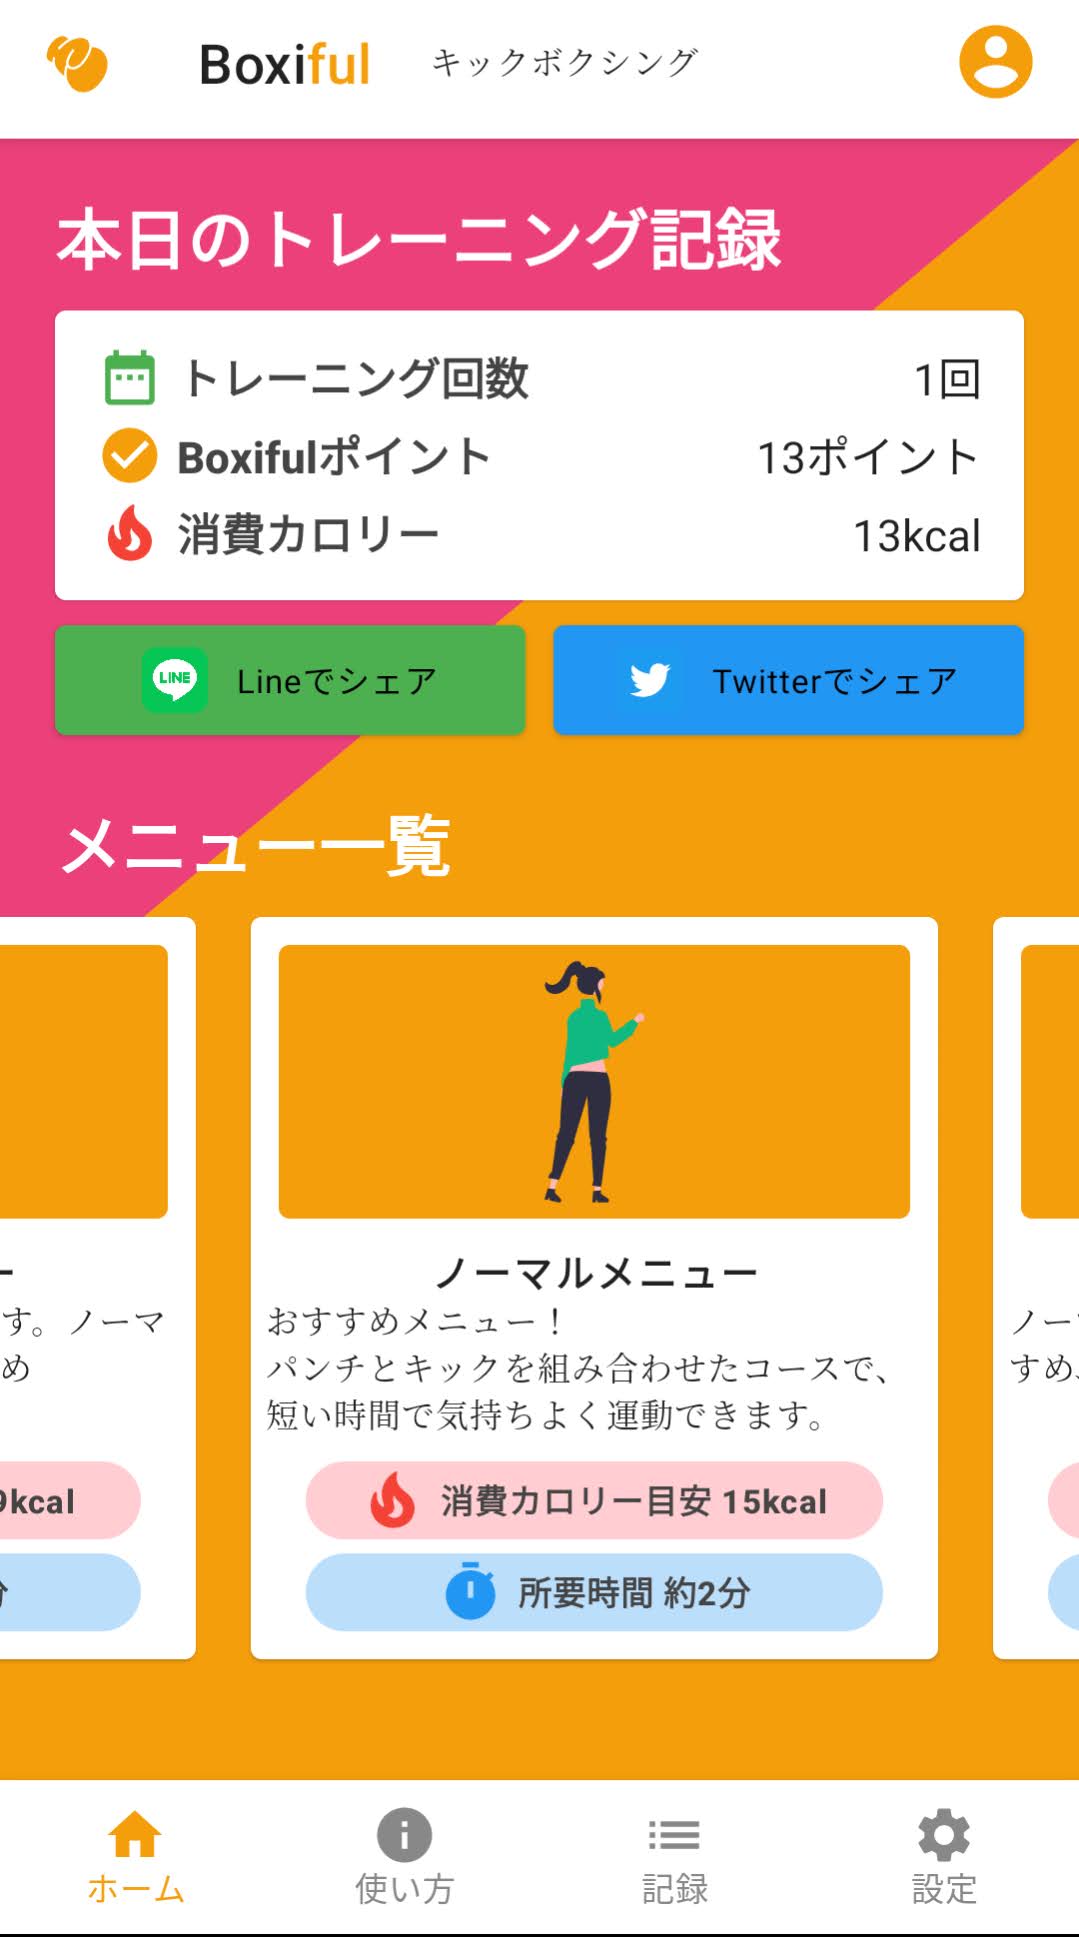 Boxiful キックボクシング
本日のトレーニング記録
トレーニング回数 1回
Boxifulポイント 13ポイント
消費カロリー 13kcal
LINE Lineでシェア Twitterでシェア
メニュー一覧
ー
す。ノーマ
め
9kcal
分
ノーマルメニュー
おすすめメニュー！
パンチとキックを組み合わせたコースで、
短い時間で気持ちよく運動できます。
消費カロリー目安 15kcal
所要時間 約2分
ノー
すめ
ホーム 使い方 記録 設定